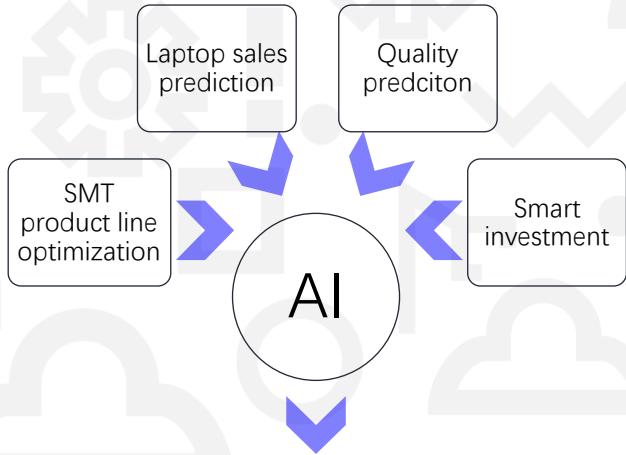 Laptop sales
prediction
Quality
predciton
SMT
product line
optimization
Smart
investment
AI